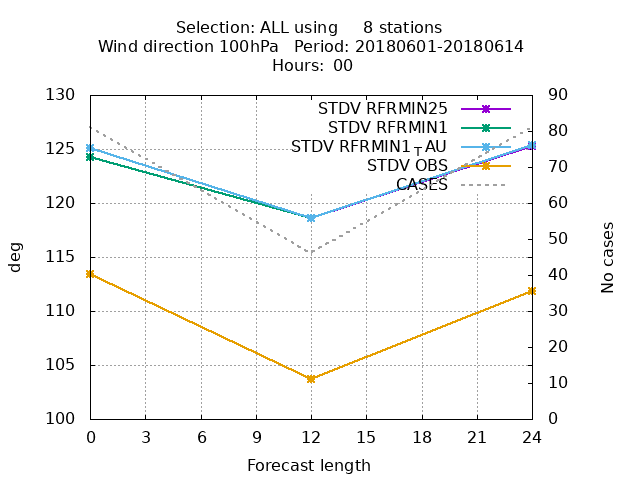 Selection: ALL using 8 stations
Wind direction 100hPa Period: 20180601-20180614
Hours: 00
130 90
STDV RFRMIN25
STDV RFRMIN1
STDV RFRMIN1_TAU
STDV OBS
CASES
125 80
120 70
115 60
110 50
105 40
100 30
20
10
0
deg
No cases
0 3 6 9 12 15 18 21 24
Forecast length